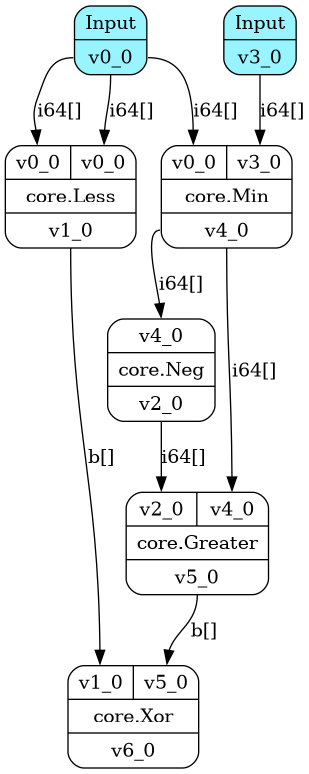 Input
v0_0
Input
v3_0
i64[]
i64[]
i64[]
i64[]
v0_0 v0_0
core.Less
v1_0
v0_0 v3_0
core.Min
v4_0
i64[]
v4_0
core.Neg
v2_0
i64[]
b[]
i64[]
v2_0 v4_0
core.Greater
v5_0
b[]
v1_0 v5_0
core.Xor
v6_0